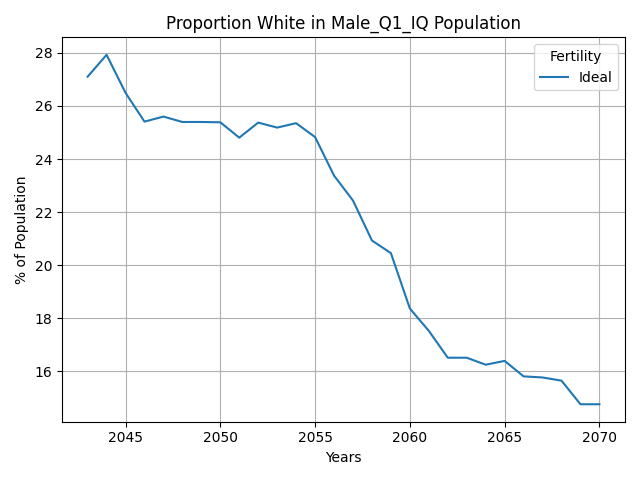 Proportion White in Male_Q1_IQ Population
Fertility
Ideal
% of Population
28
26
24
22
20
18
16
2045 2050 2055 2060 2065 2070
Years